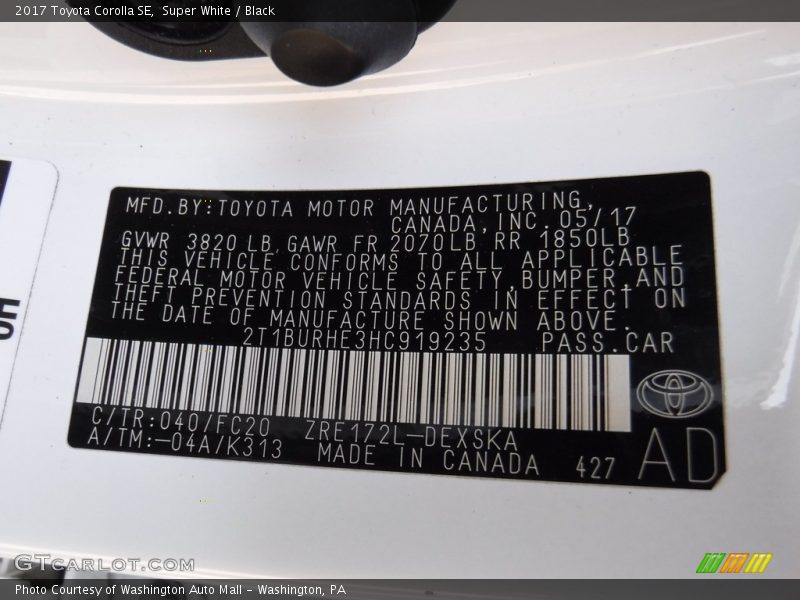 2017 Toyota Corolla SE, Super White / Black
MFD.BY:TOYOTA MOTOR MANUFACTURING,
CANADA,INC.05/17
GVWR 3820 LB,GAWR FR 2070LB RR 1850LB
THIS VEHICLE CONFORMS TO ALL APPLICABLE
FEDERAL MOTOR VEHICLE SAFETY,BUMPER,AND
THEFT PREVENTION STANDARDS IN EFFECT ON
THE DATE OF MANUFACTURE SHOWN ABOVE.
2T1BURHE3HC919235 PASS.CAR
C/TR:040/FC20 ZRE172L-DEXSKA
A/TM:-04A/K313 MADE IN CANADA 427 AD
GTCARLOT.COM
Photo Courtesy of Washington Auto Mall - Washington, PA